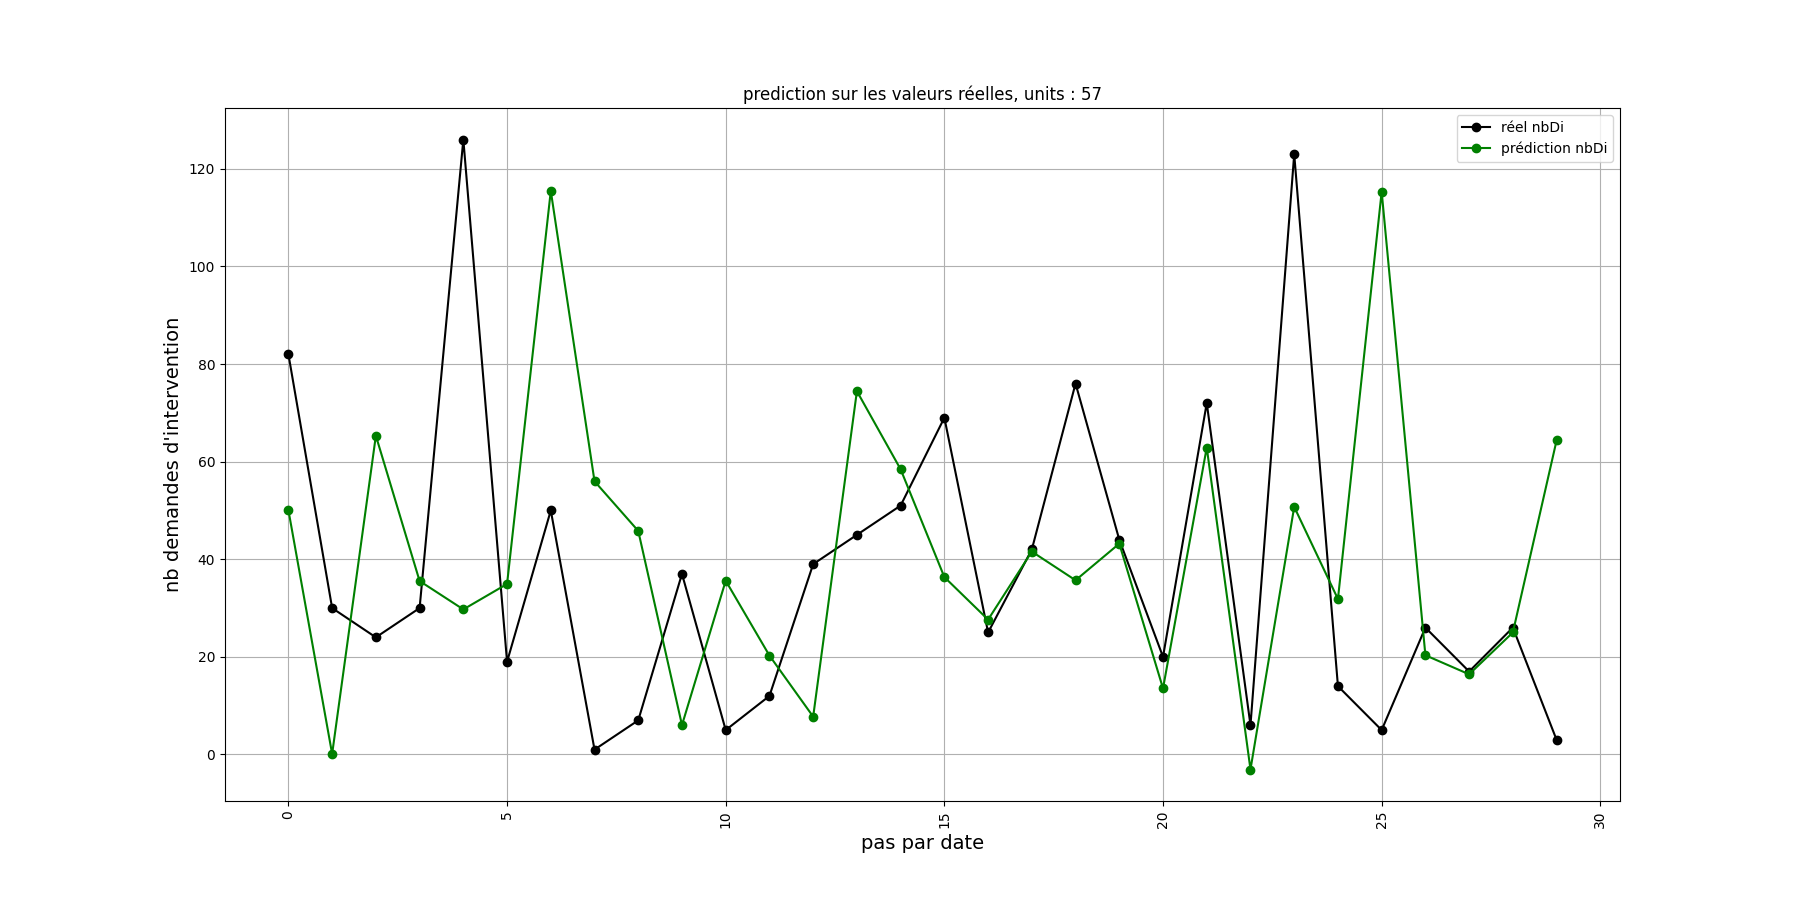 prediction sur les valeurs réelles, units : 57
réel nbDi
prédiction nbDi
120
100
80
60
40
20
0
nb demandes d'intervention
0
5
10
15
20
25
30
pas par date